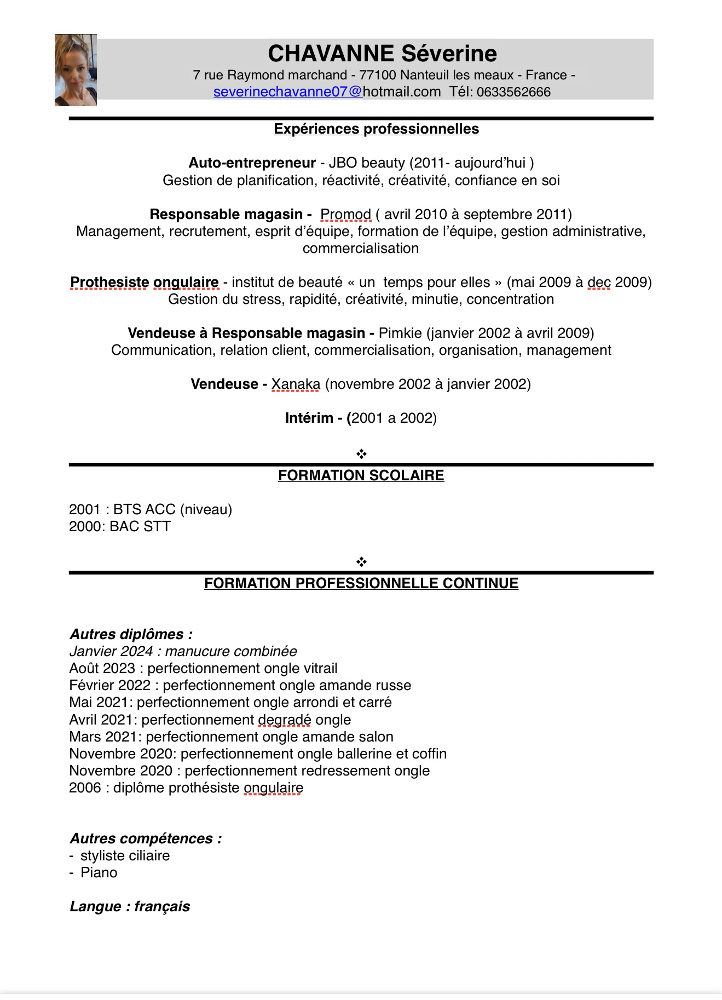 CHAVANNE Séverine
7 rue Raymond marchand - 77100 Nanteuil les meaux - France -
severinechavanne07@hotmail.com  Tél: 0633562666
Expériences professionnelles
Auto-entrepreneur - JBO beauty (2011- aujourd’hui )
Gestion de planification, réactivité, créativité, confiance en soi
Responsable magasin -  Promod ( avril 2010 à septembre 2011)
Management, recrutement, esprit d’équipe, formation de l’équipe, gestion administrative,
commercialisation
Prothesiste ongulaire - institut de beauté « un  temps pour elles » (mai 2009 à dec 2009)
Gestion du stress, rapidité, créativité, minutie, concentration
Vendeuse à Responsable magasin - Pimkie (janvier 2002 à avril 2009)
Communication, relation client, commercialisation, organisation, management
Vendeuse - Xanaka (novembre 2002 à janvier 2002)
Intérim - (2001 a 2002)
❖
FORMATION SCOLAIRE
2001 : BTS ACC (niveau)
2000: BAC STT
❖
FORMATION PROFESSIONNELLE CONTINUE
Autres diplômes :
Janvier 2024 : manucure combinée
Août 2023 : perfectionnement ongle vitrail
Février 2022 : perfectionnement ongle amande russe
Mai 2021: perfectionnement ongle arrondi et carré
Avril 2021: perfectionnement degradé ongle
Mars 2021: perfectionnement ongle amande salon
Novembre 2020: perfectionnement ongle ballerine et coffin
Novembre 2020 : perfectionnement redressement ongle
2006 : diplôme prothésiste ongulaire
Autres compétences :
- styliste ciliaire
- Piano
Langue : français